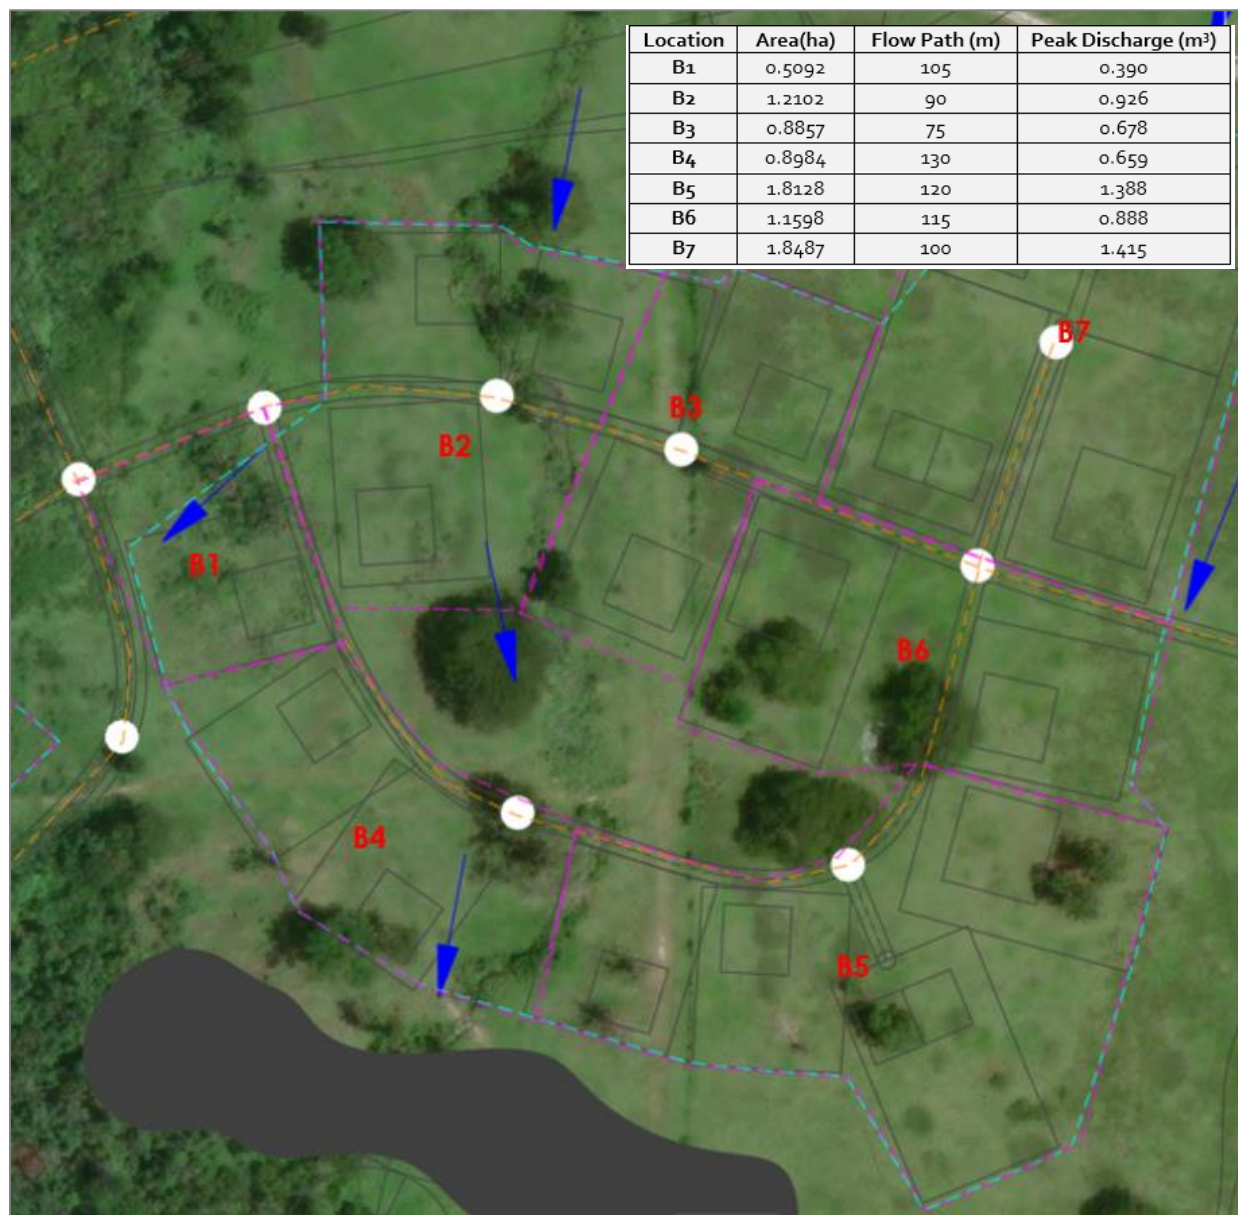 Location Area(ha) Flow Path (m) Peak Discharge (m³)
B1 0.5092 105 0.390
B2 1.2102 90 0.926
B3 0.8857 75 0.678
B4 0.8984 130 0.659
B5 1.8128 120 1.388
B6 1.1598 115 0.888
B7 1.8487 100 1.415
B7
B3
B2
B1
B6
B4
B5